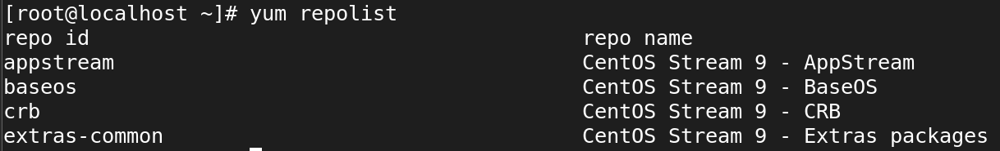 [root@localhost ~]# yum repolist
repo id repo name
appstream CentOS Stream 9 - AppStream
baseos CentOS Stream 9 - BaseOS
crb CentOS Stream 9 - CRB
extras-common CentOS Stream 9 - Extras packages